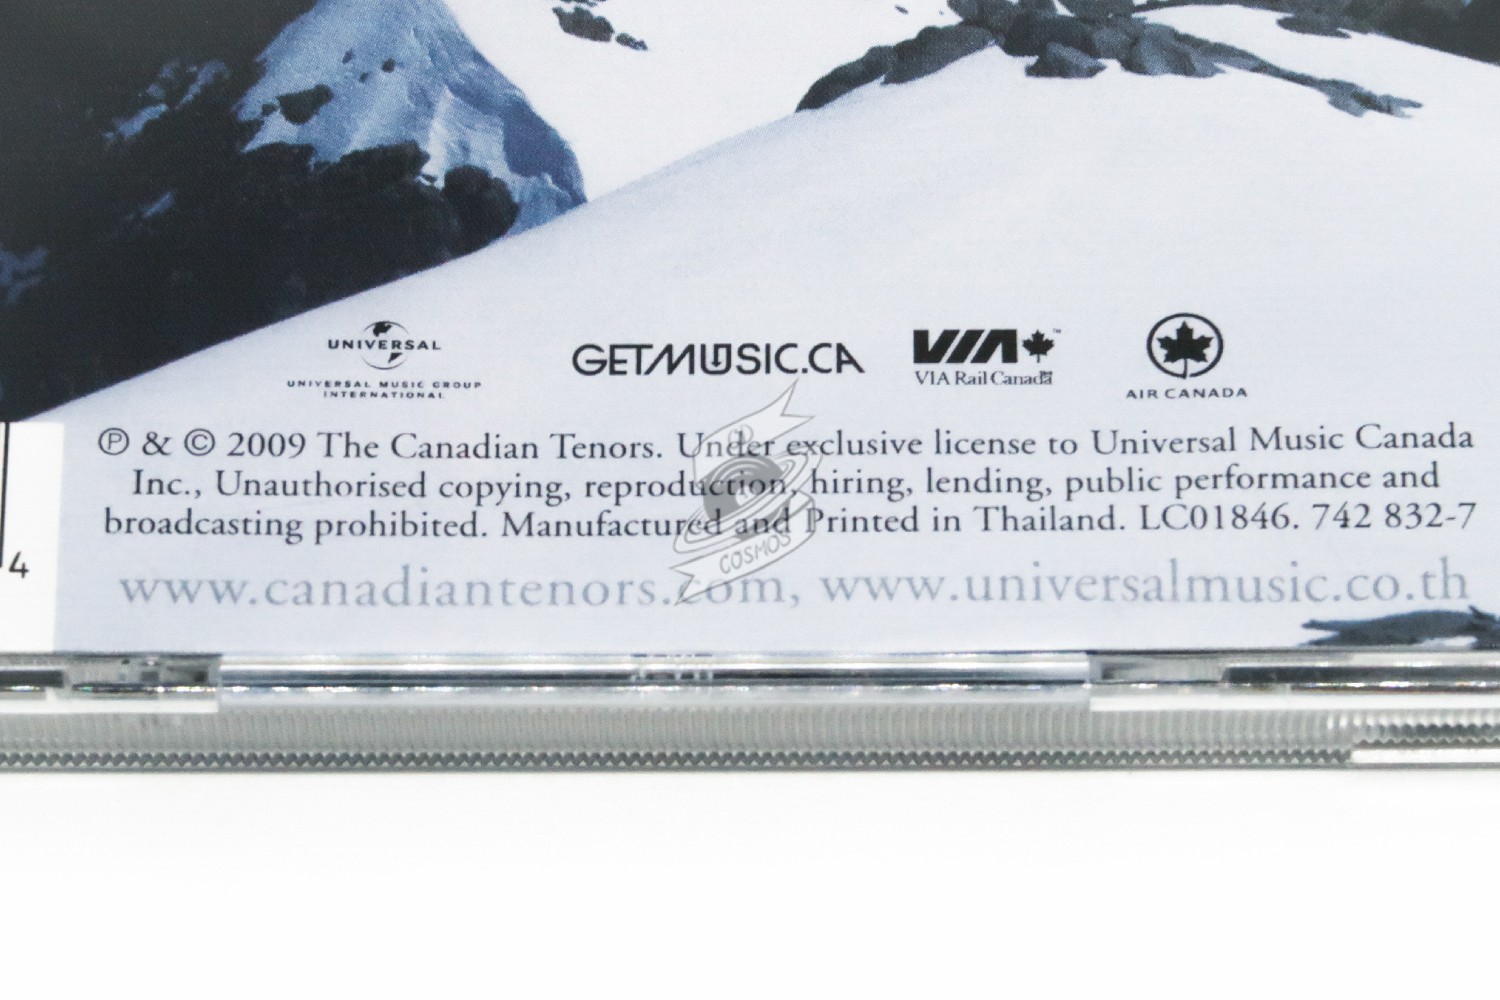 UNIVERSAL
UNIVERSAL MUSIC GROUP
INTERNATIONAL
GETMUSIC.CA
VIA™
VIA Rail Canada
AIR CANADA
℗ & © 2009 The Canadian Tenors. Under exclusive license to Universal Music Canada
Inc., Unauthorised copying, reproduction, hiring, lending, public performance and
broadcasting prohibited. Manufactured and Printed in Thailand. LC01846. 742 832-7
www.canadiantenors.com, www.universalmusic.co.th
4
CD
COSMOS